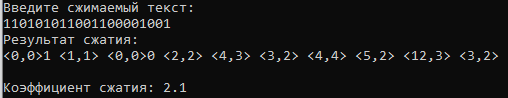 Введите сжимаемый текст:
110101011001100001001
Результат сжатия:
<0,0>1 <1,1> <0,0>0 <2,2> <4,3> <3,2> <4,4> <5,2> <12,3> <3,2>
Коэффициент сжатия: 2.1